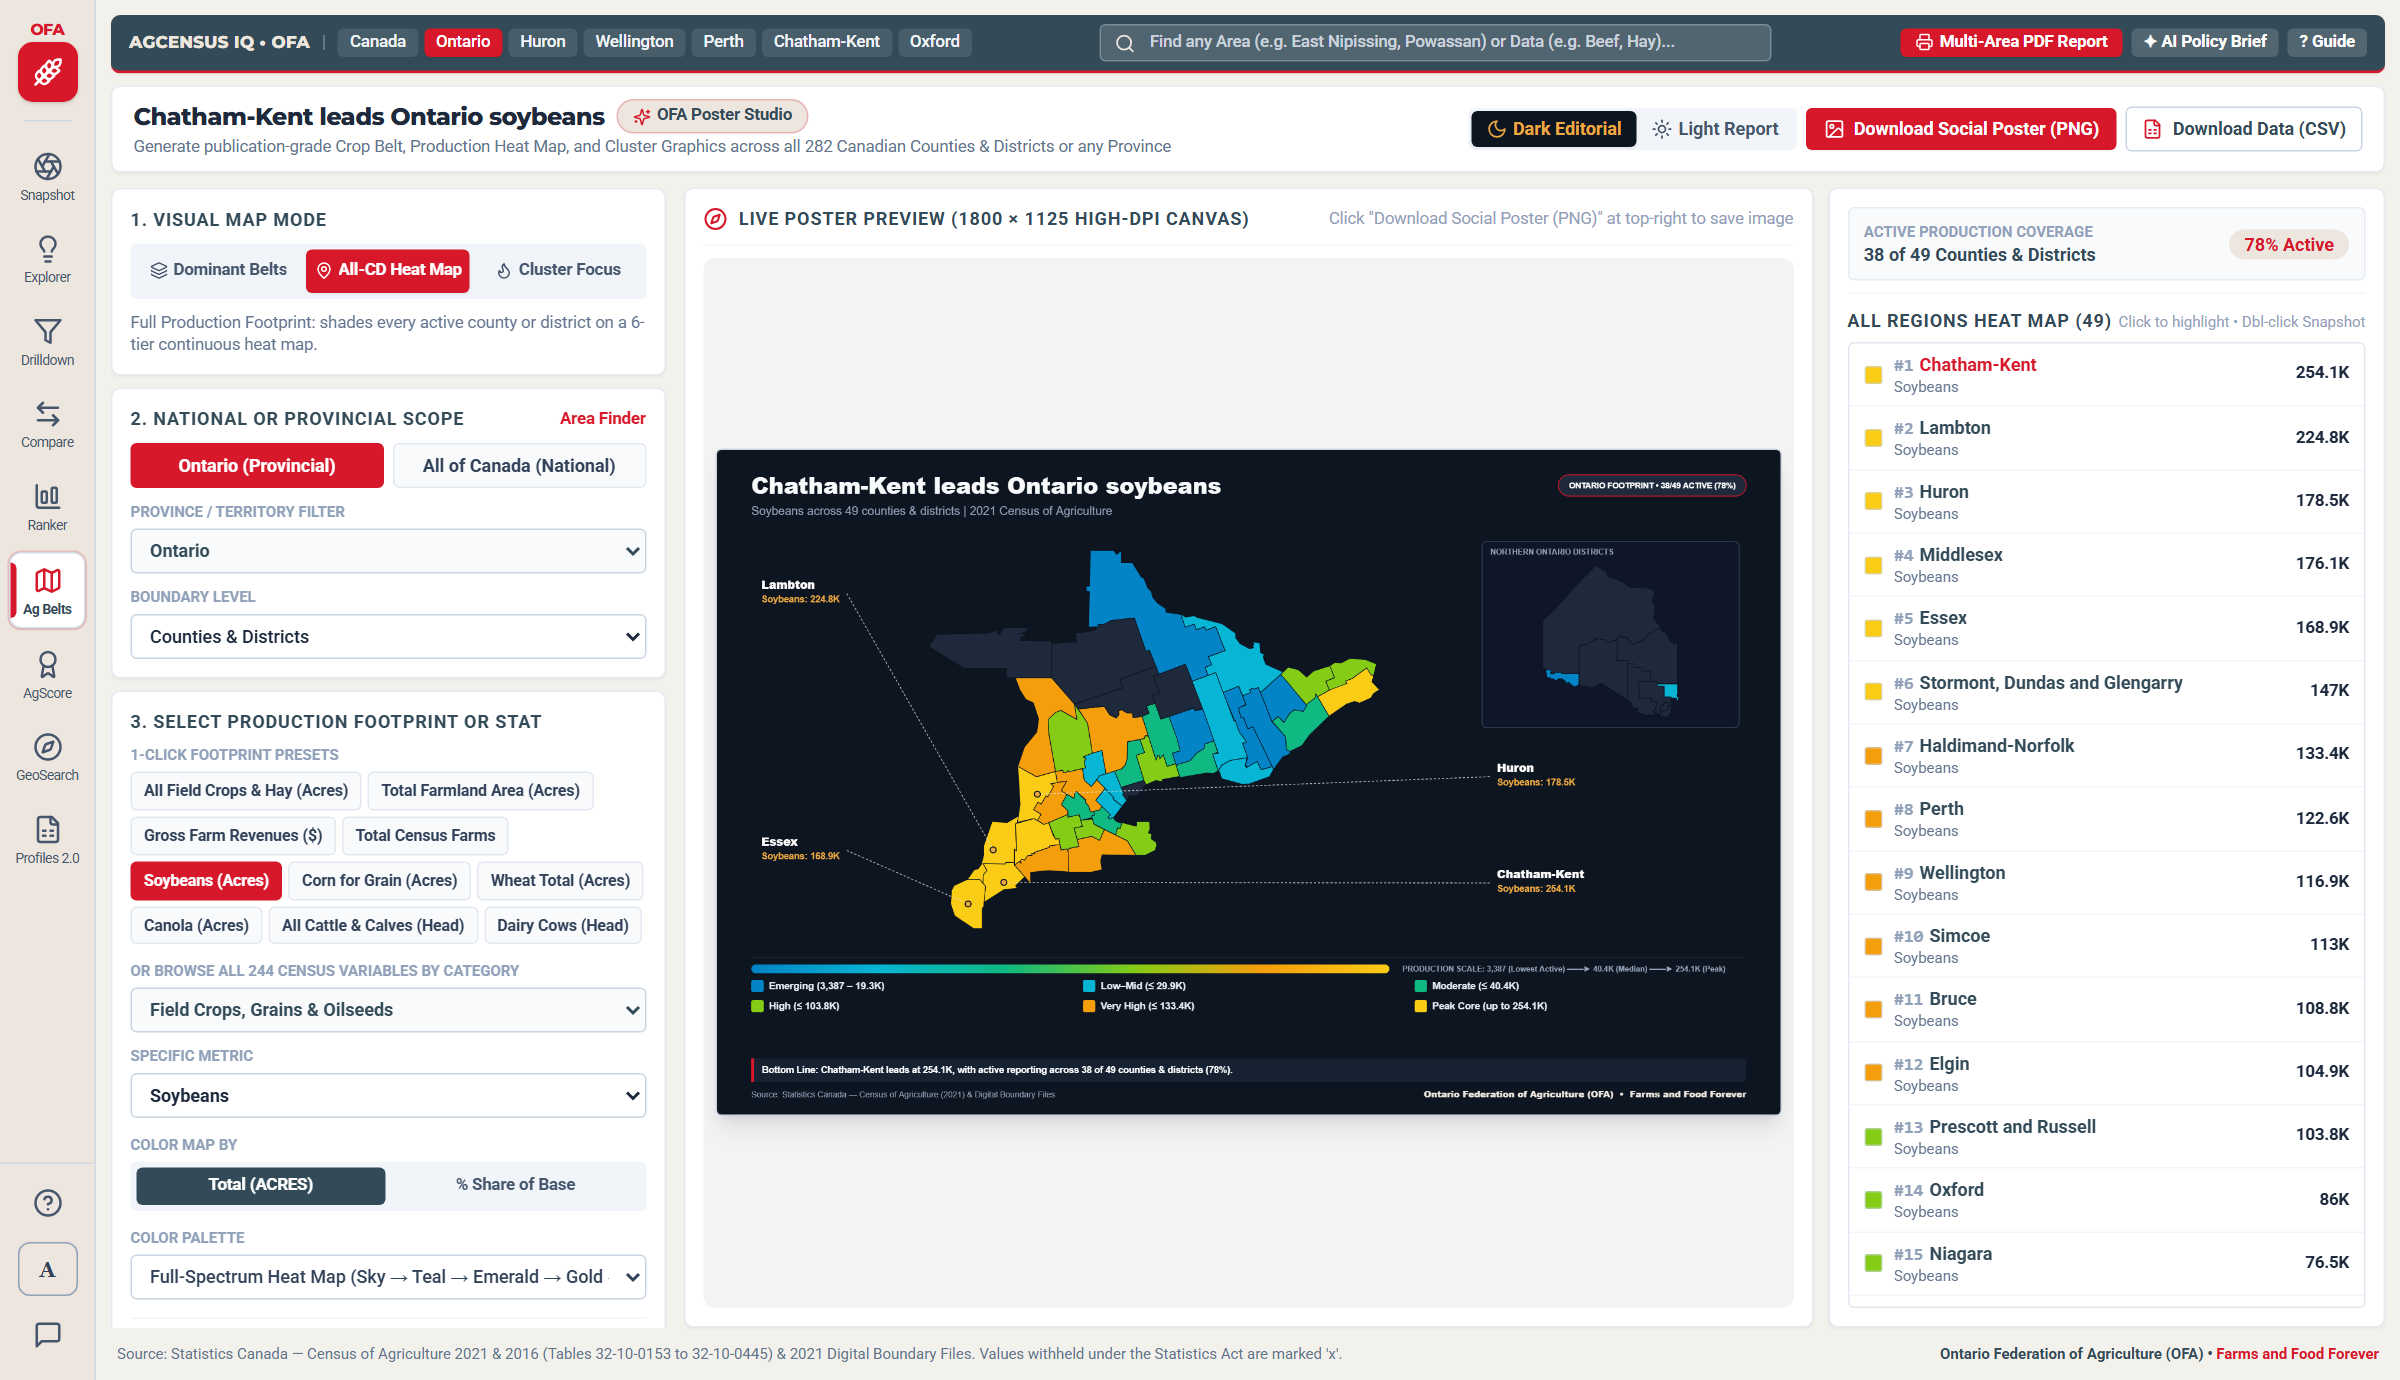 OFA
Snapshot
Explorer
Drilldown
Compare
Ranker
Ag Belts
AgScore
GeoSearch
Profiles 2.0
A
AGCENSUS IQ • OFA
Canada
Ontario
Huron
Wellington
Perth
Chatham-Kent
Oxford
Find any Area (e.g. East Nipissing, Powassan) or Data (e.g. Beef, Hay)...
Multi-Area PDF Report
✦ AI Policy Brief
? Guide
Chatham-Kent leads Ontario soybeans
OFA Poster Studio
Generate publication-grade Crop Belt, Production Heat Map, and Cluster Graphics across all 282 Canadian Counties & Districts or any Province
Dark Editorial
Light Report
Download Social Poster (PNG)
Download Data (CSV)
1. VISUAL MAP MODE
Dominant Belts
All-CD Heat Map
Cluster Focus
Full Production Footprint: shades every active county or district on a 6-
tier continuous heat map.
2. NATIONAL OR PROVINCIAL SCOPE
Area Finder
Ontario (Provincial)
All of Canada (National)
PROVINCE / TERRITORY FILTER
Ontario
BOUNDARY LEVEL
Counties & Districts
3. SELECT PRODUCTION FOOTPRINT OR STAT
1-CLICK FOOTPRINT PRESETS
All Field Crops & Hay (Acres)
Total Farmland Area (Acres)
Gross Farm Revenues ($)
Total Census Farms
Soybeans (Acres)
Corn for Grain (Acres)
Wheat Total (Acres)
Canola (Acres)
All Cattle & Calves (Head)
Dairy Cows (Head)
OR BROWSE ALL 244 CENSUS VARIABLES BY CATEGORY
Field Crops, Grains & Oilseeds
SPECIFIC METRIC
Soybeans
COLOR MAP BY
Total (ACRES)
% Share of Base
COLOR PALETTE
Full-Spectrum Heat Map (Sky → Teal → Emerald → Gold
LIVE POSTER PREVIEW (1800 × 1125 HIGH-DPI CANVAS)
Click "Download Social Poster (PNG)" at top-right to save image
Chatham-Kent leads Ontario soybeans
Soybeans across 49 counties & districts | 2021 Census of Agriculture
ONTARIO FOOTPRINT • 38/49 ACTIVE (78%)
NORTHERN ONTARIO DISTRICTS
Lambton
Soybeans: 224.8K
Huron
Soybeans: 178.5K
Essex
Soybeans: 168.9K
Chatham-Kent
Soybeans: 254.1K
PRODUCTION SCALE: 3,387 (Lowest Active) ──► 40.4K (Median) ──► 254.1K (Peak)
Emerging (3,387 – 19.3K)
Low–Mid (≤ 29.9K)
Moderate (≤ 40.4K)
High (≤ 103.8K)
Very High (≤ 133.4K)
Peak Core (up to 254.1K)
Bottom Line: Chatham-Kent leads at 254.1K, with active reporting across 38 of 49 counties & districts (78%).
Source: Statistics Canada — Census of Agriculture (2021) & Digital Boundary Files
Ontario Federation of Agriculture (OFA) • Farms and Food Forever
ACTIVE PRODUCTION COVERAGE
38 of 49 Counties & Districts
78% Active
ALL REGIONS HEAT MAP (49)
Click to highlight • Dbl-click Snapshot
#1 Chatham-Kent
Soybeans
254.1K
#2 Lambton
Soybeans
224.8K
#3 Huron
Soybeans
178.5K
#4 Middlesex
Soybeans
176.1K
#5 Essex
Soybeans
168.9K
#6 Stormont, Dundas and Glengarry
Soybeans
147K
#7 Haldimand-Norfolk
Soybeans
133.4K
#8 Perth
Soybeans
122.6K
#9 Wellington
Soybeans
116.9K
#10 Simcoe
Soybeans
113K
#11 Bruce
Soybeans
108.8K
#12 Elgin
Soybeans
104.9K
#13 Prescott and Russell
Soybeans
103.8K
#14 Oxford
Soybeans
86K
#15 Niagara
Soybeans
76.5K
Source: Statistics Canada — Census of Agriculture 2021 & 2016 (Tables 32-10-0153 to 32-10-0445) & 2021 Digital Boundary Files. Values withheld under the Statistics Act are marked 'x'.
Ontario Federation of Agriculture (OFA) • Farms and Food Forever